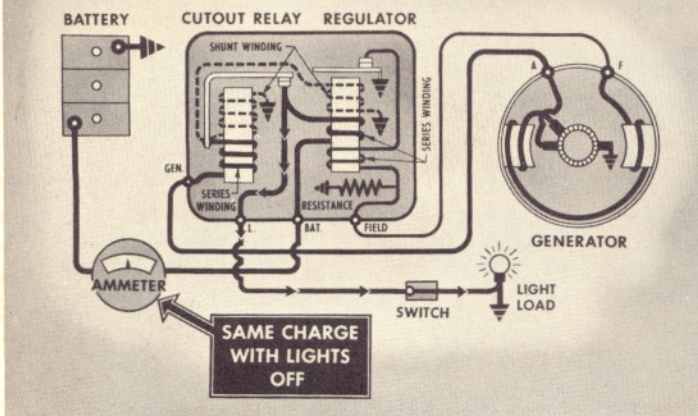 BATTERY
CUTOUT RELAY
REGULATOR
SHUNT WINDING
SERIES WINDING
A
F
GEN.
SERIES
WINDING
RESISTANCE
L.
BAT.
FIELD
GENERATOR
AMMETER
SWITCH
LIGHT
LOAD
SAME CHARGE
WITH LIGHTS
OFF